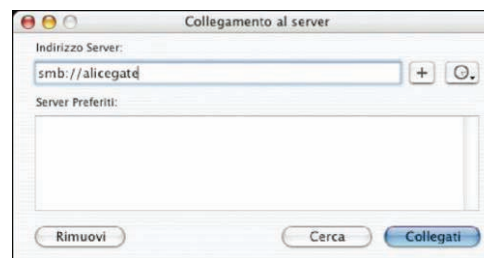 Collegamento al server
Indirizzo Server:
smb://alicegate
+
Server Preferiti:
Rimuovi Cerca Collegati